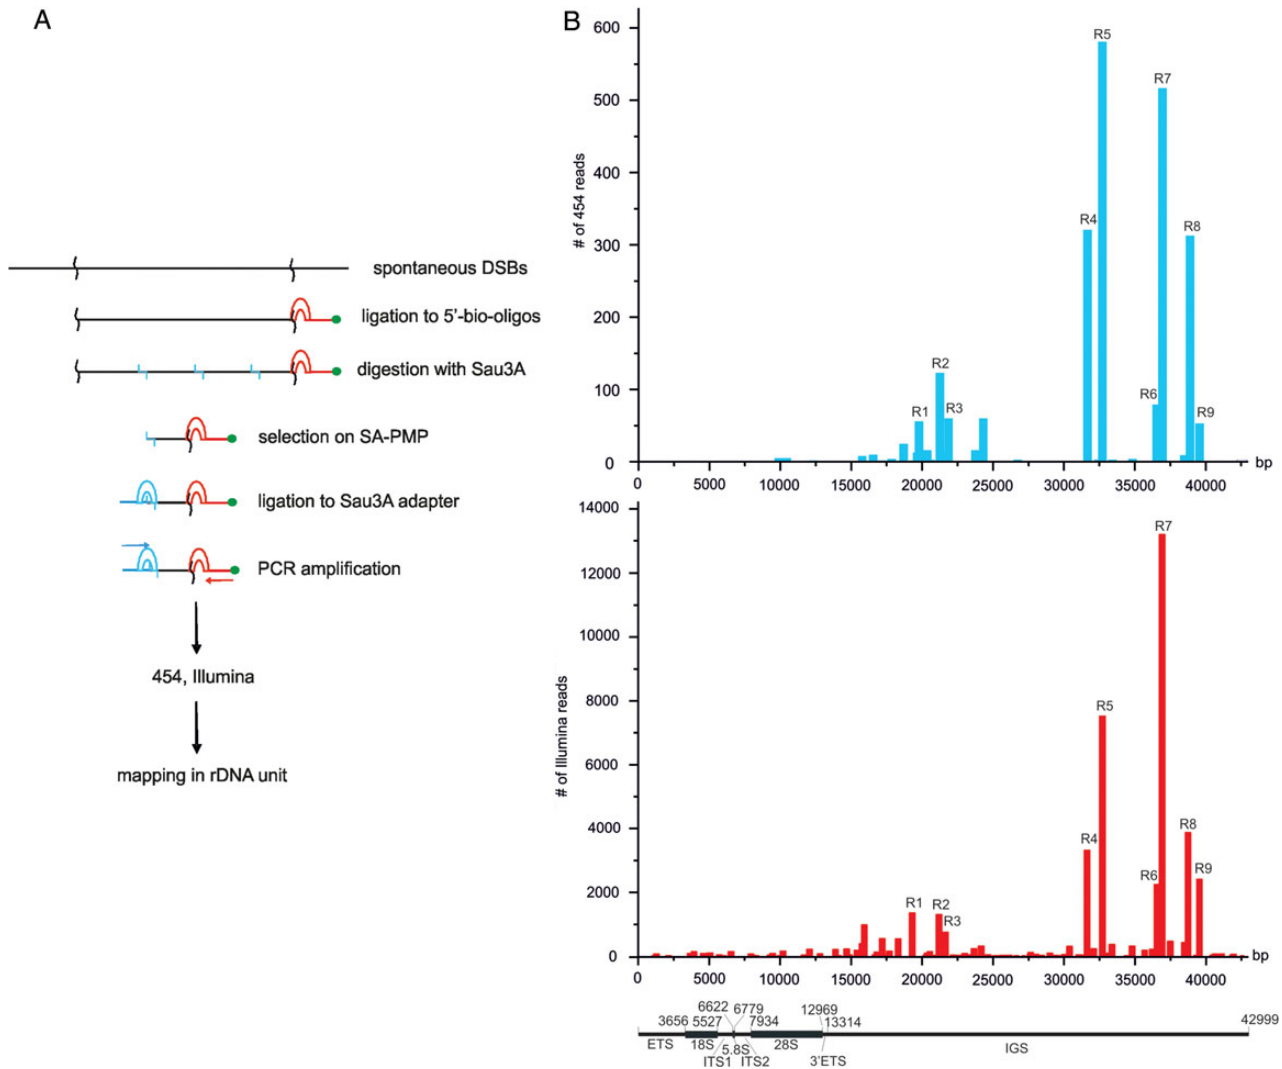 A
spontaneous DSBs
ligation to 5'-bio-oligos
digestion with Sau3A
selection on SA-PMP
ligation to Sau3A adapter
PCR amplification
454, Illumina
mapping in rDNA unit
B
# of 454 reads
600
500
400
300
200
100
0
R1
R2
R3
R4
R5
R6
R7
R8
R9
0 5000 10000 15000 20000 25000 30000 35000 40000
bp
# of Illumina reads
14000
12000
10000
8000
6000
4000
2000
0
R1
R2
R3
R4
R5
R6
R7
R8
R9
0 5000 10000 15000 20000 25000 30000 35000 40000
bp
6622 6779 12969
3656 5527 7934 13314 42999
ETS 18S 5.8S 28S IGS
ITS1 ITS2 3'ETS